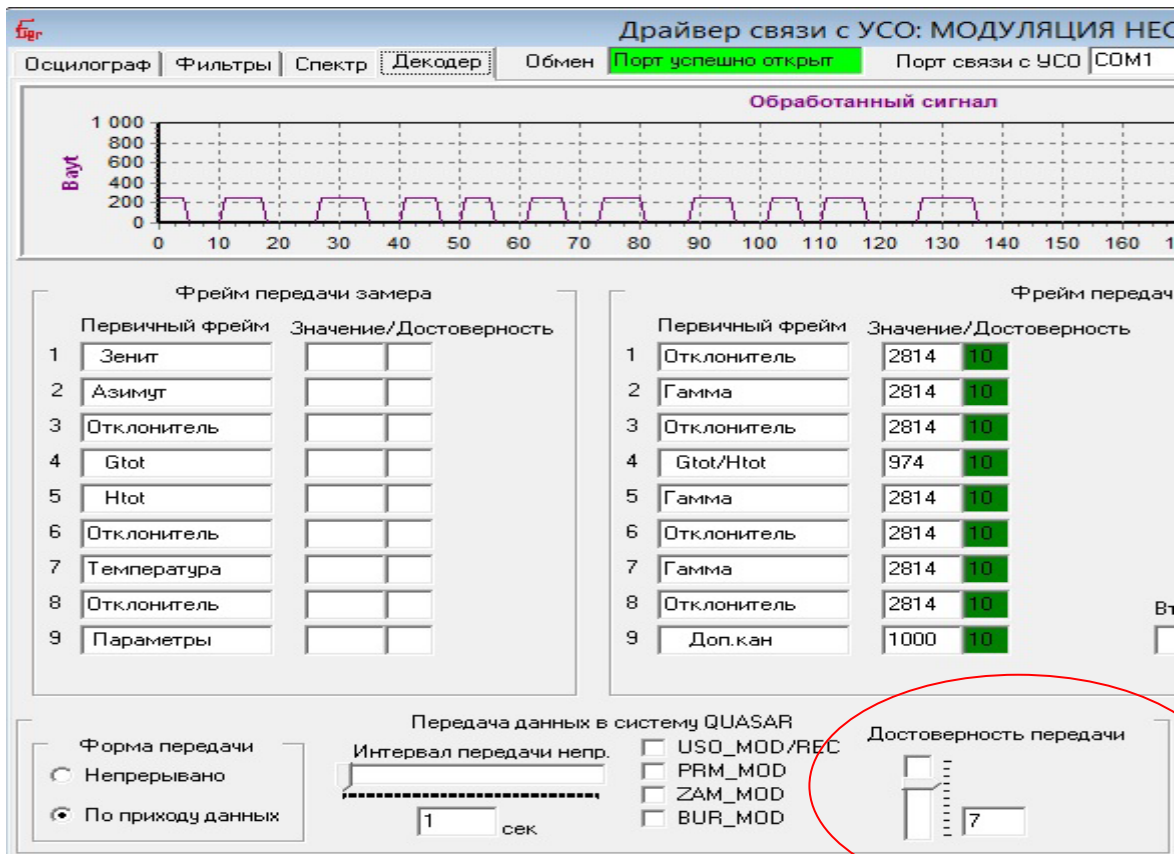 Драйвер связи с УСО: МОДУЛЯЦИЯ НЕС
Осцилограф Фильтры Спектр Декодер Обмен Порт успешно открыт Порт связи с УСО COM1
Обработанный сигнал
Bayt
1 000
800
600
400
200
0
0 10 20 30 40 50 60 70 80 90 100 110 120 130 140 150 160 1
Фрейм передачи замера
Первичный фрейм Значение/Достоверность
1 Зенит
2 Азимут
3 Отклонитель
4 Gtot
5 Htot
6 Отклонитель
7 Температура
8 Отклонитель
9 Параметры
Фрейм передач
Первичный фрейм Значение/Достоверность
1 Отклонитель 2814 10
2 Гамма 2814 10
3 Отклонитель 2814 10
4 Gtot/Htot 974 10
5 Гамма 2814 10
6 Отклонитель 2814 10
7 Гамма 2814 10
8 Отклонитель 2814 10
9 Доп.кан 1000 10
Вт
Передача данных в систему QUASAR
Форма передачи
Непрерывано
По приходу данных
Интервал передачи непр.
1 сек
USO_MOD/REC
PRM_MOD
ZAM_MOD
BUR_MOD
Достоверность передачи
7